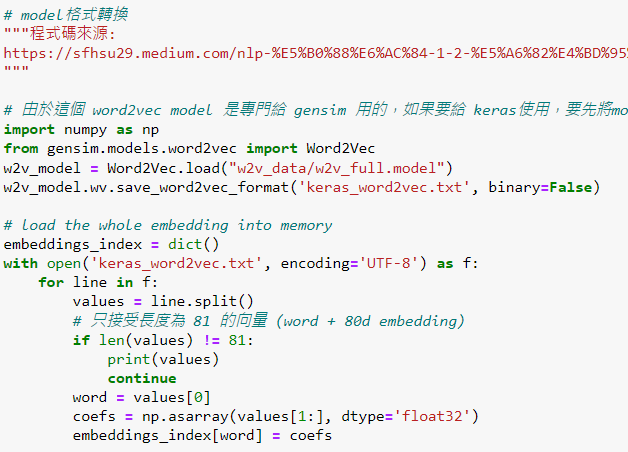 # model格式轉換
"""程式碼來源:
https://sfhsu29.medium.com/nlp-%E5%B0%88%E6%AC%84-1-2-%E5%A6%82%E4%BD%95
"""
# 由於這個 word2vec model 是專門給 gensim 用的，如果要給 keras使用，要先將mo
import numpy as np
from gensim.models.word2vec import Word2Vec
w2v_model = Word2Vec.load("w2v_data/w2v_full.model")
w2v_model.wv.save_word2vec_format('keras_word2vec.txt', binary=False)
# load the whole embedding into memory
embeddings_index = dict()
with open('keras_word2vec.txt', encoding='UTF-8') as f:
    for line in f:
        values = line.split()
        # 只接受長度為 81 的向量 (word + 80d embedding)
        if len(values) != 81:
            print(values)
            continue
        word = values[0]
        coefs = np.asarray(values[1:], dtype='float32')
        embeddings_index[word] = coefs